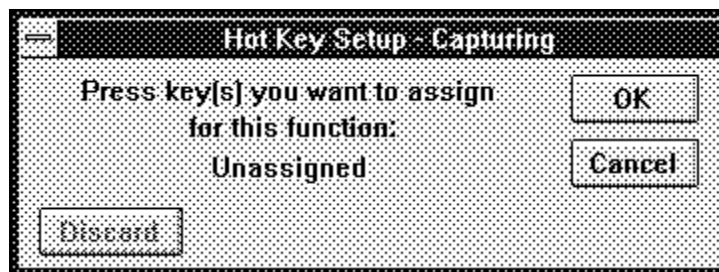 Hot Key Setup - Capturing
Press key(s) you want to assign
for this function:
Unassigned
OK
Cancel
Discard